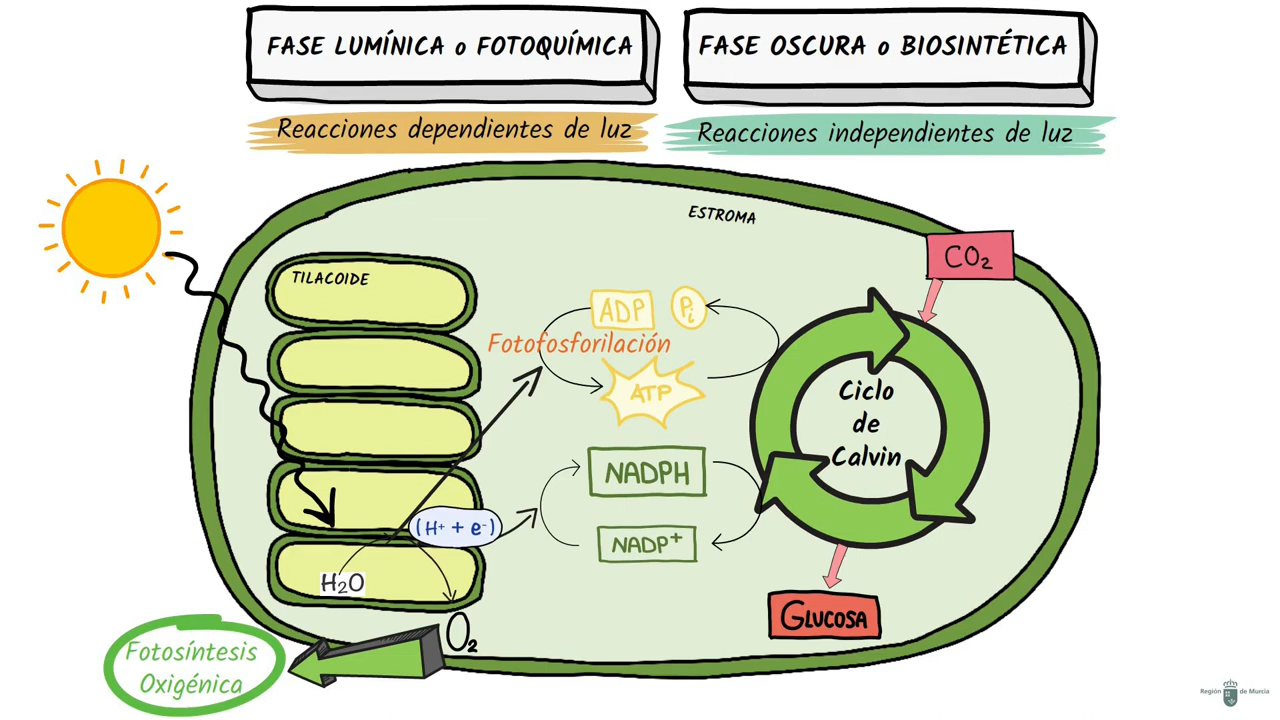 FASE LUMÍNICA o FOTOQUÍMICA
FASE OSCURA o BIOSINTÉTICA
Reacciones dependientes de luz
Reacciones independientes de luz
ESTROMA
CO₂
TILACOIDE
ADP
Pi
Fotofosforilación
ATP
Ciclo
de
Calvin
NADPH
(H⁺ + e⁻)
NADP⁺
H₂O
GLUCOSA
O₂
Fotosíntesis
Oxigénica
Región de Murcia